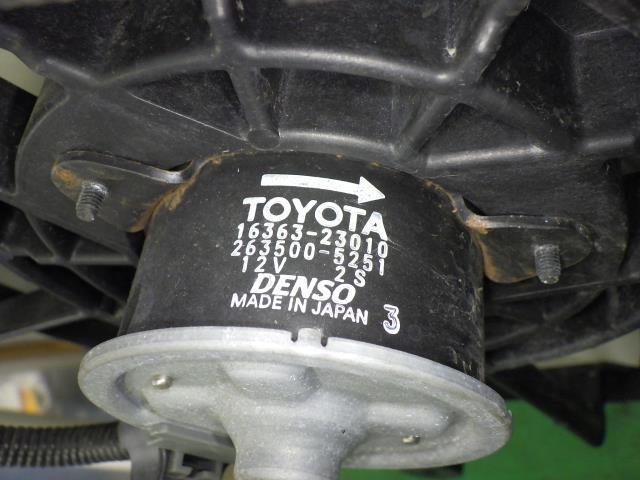 TOYOTA
16363-23010
263500-5251
12V 2S
DENSO
MADE IN JAPAN 3